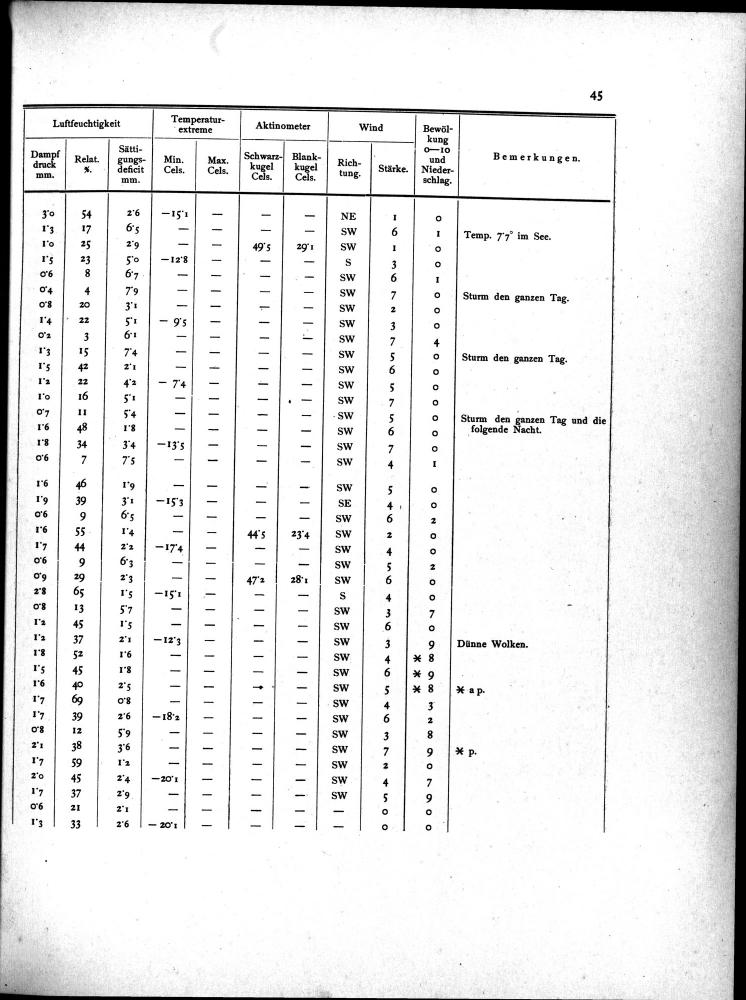 45
Luftfeuchtigkeit Temperatur-extreme Aktinometer Wind Bewöl-kung 0—10 und Nieder-schlag. Bemerkungen.
Dampf druck mm. Relat. %. Sätti-gungs-deficit mm. Min. Cels. Max. Cels. Schwarz-kugel Cels. Blank-kugel Cels. Rich-tung. Stärke.
3·0 54 2·6 —15·1 — — — NE 1 0
1·3 17 6·5 — — — — SW 6 1 Temp. 7·7° im See.
1·0 25 2·9 — — 49·5 29·1 SW 1 0
1·5 23 5·0 —12·8 — — — S 3 0
0·6 8 6·7 — — — — SW 6 1
0·4 4 7·9 — — — — SW 7 0 Sturm den ganzen Tag.
0·8 20 3·1 — — — — SW 2 0
1·4 22 5·1 — 9·5 — — — SW 3 0
0·2 3 6·1 — — — — SW 7 4
1·3 15 7·4 — — — — SW 5 0 Sturm den ganzen Tag.
1·5 42 2·1 — — — — SW 6 0
1·2 22 4·2 — 7·4 — — — SW 5 0
1·0 16 5·1 — — — — SW 7 0
0·7 11 5·4 — — — — SW 5 0 Sturm den ganzen Tag und die
1·6 48 1·8 — — — — SW 6 0 folgende Nacht.
1·8 34 3·4 —13·5 — — — SW 7 0
0·6 7 7·5 — — — — SW 4 1
1·6 46 1·9 — — — — SW 5 0
1·9 39 3·1 —15·3 — — — SE 4 0
0·6 9 6·5 — — — — SW 6 2
1·6 55 1·4 — — 44·5 23·4 SW 2 0
1·7 44 2·2 —17·4 — — — SW 4 0
0·6 9 6·3 — — — — SW 5 2
0·9 29 2·3 — — 47·2 28·1 SW 6 0
2·8 65 1·5 —15·1 — — — S 4 0
0·8 13 5·7 — — — — SW 3 7
1·2 45 1·5 — — — — SW 6 0
1·2 37 2·1 —12·3 — — — SW 3 9 Dünne Wolken.
1·8 52 1·6 — — — — SW 4 ✶ 8
1·5 45 1·8 — — — — SW 6 ✶ 9
1·6 40 2·5 — — — — SW 5 ✶ 8 ✶ a p.
1·7 69 0·8 — — — — SW 4 3
1·7 39 2·6 —18·2 — — — SW 6 2
0·8 12 5·9 — — — — SW 3 8
2·1 38 3·6 — — — — SW 7 9 ✶ p.
1·7 59 1·2 — — — — SW 2 0
2·0 45 2·4 —20·1 — — — SW 4 7
1·7 37 2·9 — — — — SW 5 9
0·6 21 2·1 — — — — — 0 0
1·3 33 2·6 — 20·1 — — — — 0 0